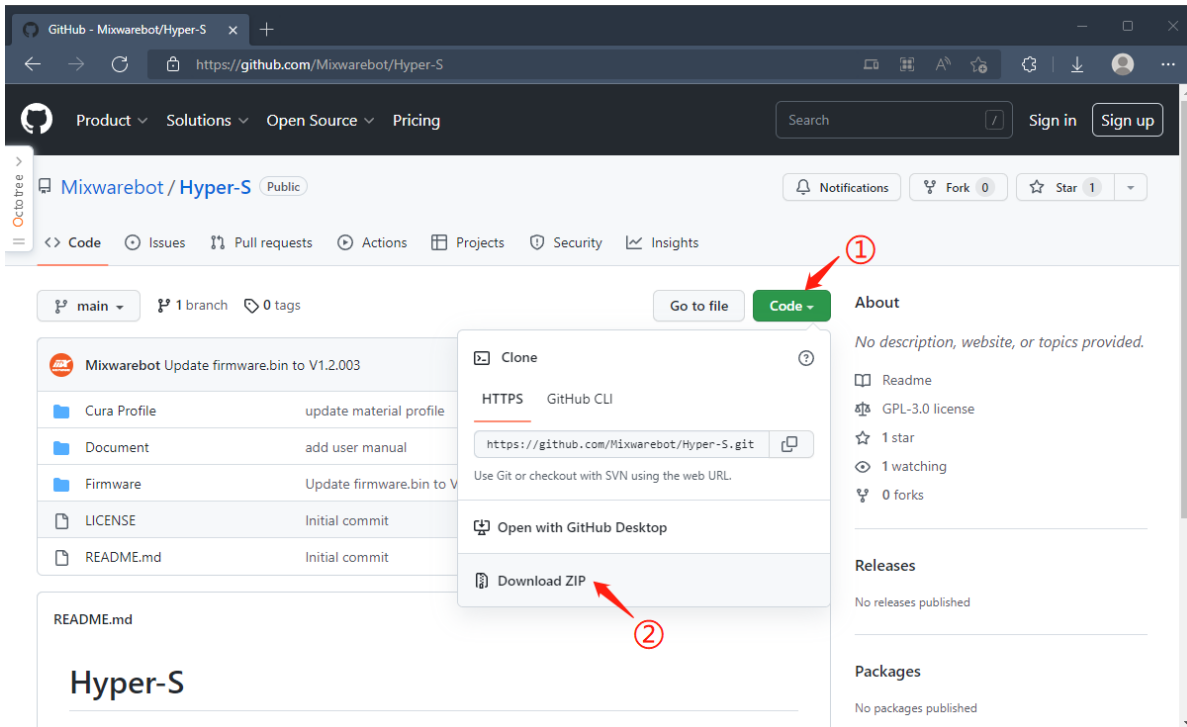 GitHub - Mixwarebot/Hyper-S
https://github.com/Mixwarebot/Hyper-S
Product Solutions Open Source Pricing Search / Sign in Sign up
Octotree
Mixwarebot / Hyper-S Public Notifications Fork 0 Star 1
Code Issues Pull requests Actions Projects Security Insights
①
main 1 branch 0 tags Go to file Code
Mixwarebot Update firmware.bin to V1.2.003
Cura Profile update material profile
Document add user manual
Firmware Update firmware.bin to V
LICENSE Initial commit
README.md Initial commit
Clone
HTTPS GitHub CLI
https://github.com/Mixwarebot/Hyper-S.git
Use Git or checkout with SVN using the web URL.
Open with GitHub Desktop
Download ZIP
②
About
No description, website, or topics provided.
Readme
GPL-3.0 license
1 star
1 watching
0 forks
Releases
No releases published
Packages
No packages published
README.md
Hyper-S